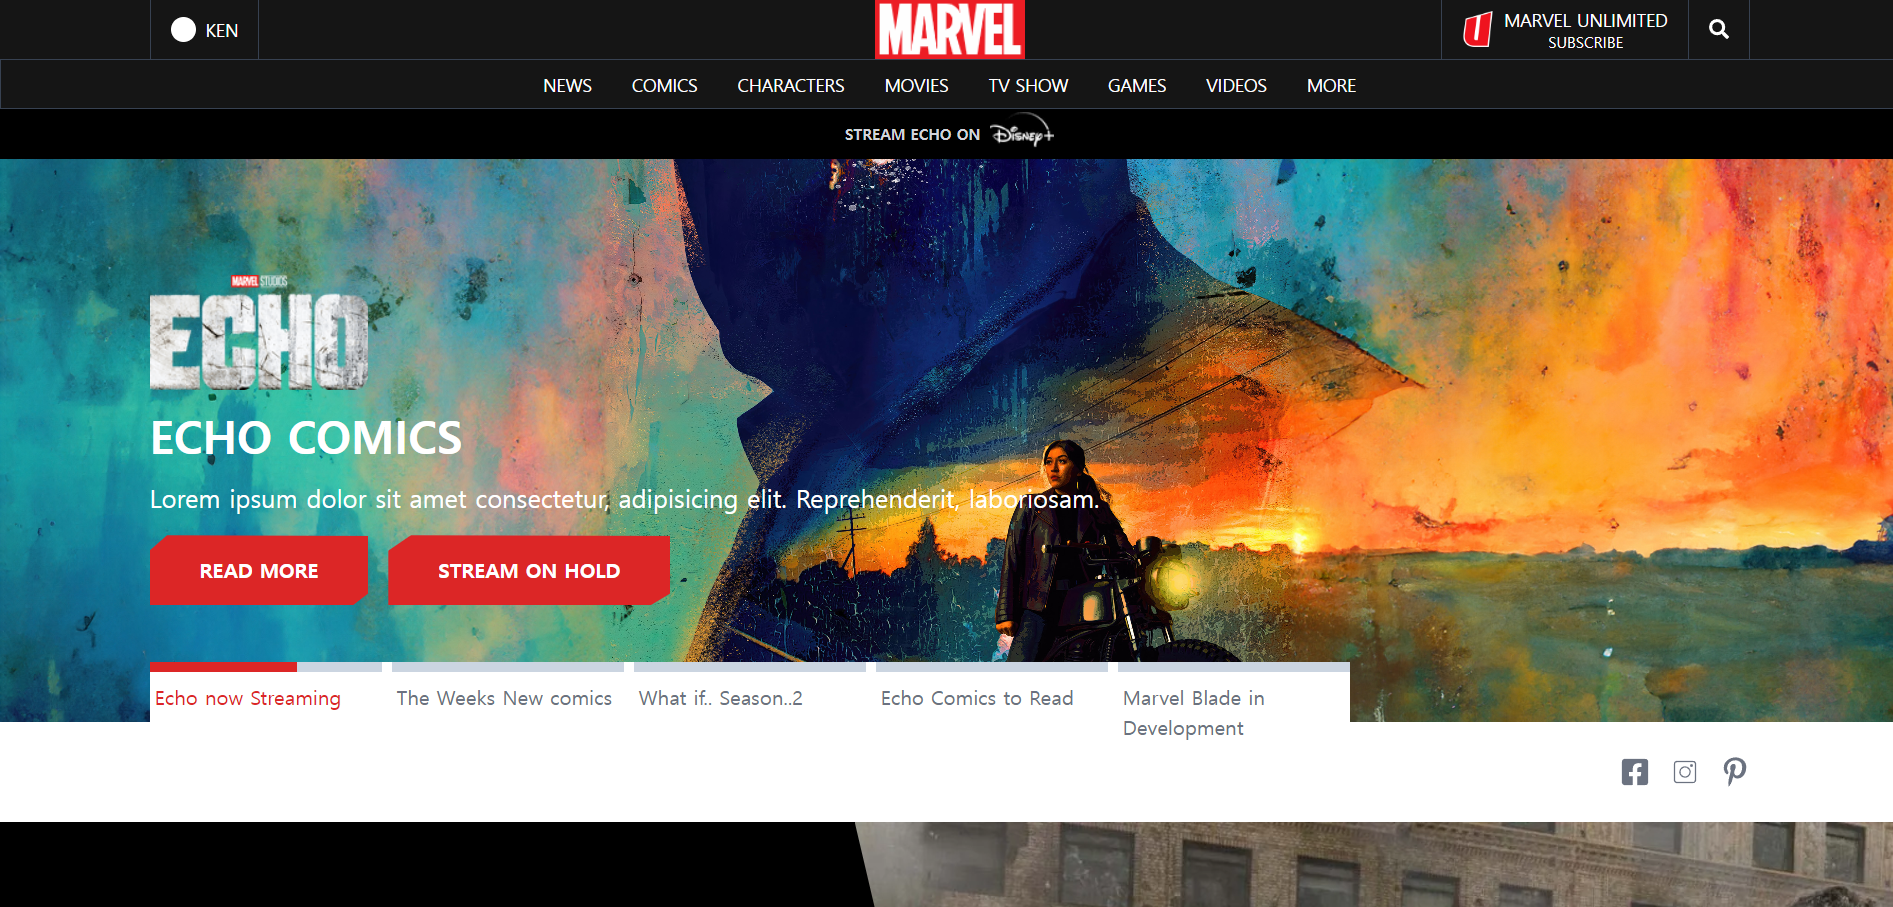 KEN
MARVEL
MARVEL UNLIMITED
SUBSCRIBE
NEWS COMICS CHARACTERS MOVIES TV SHOW GAMES VIDEOS MORE
STREAM ECHO ON Disney+
MARVEL STUDIOS
ECHO
ECHO COMICS
Lorem ipsum dolor sit amet consectetur, adipisicing elit. Reprehenderit, laboriosam.
READ MORE STREAM ON HOLD
Echo now Streaming The Weeks New comics What if.. Season..2 Echo Comics to Read Marvel Blade in
Development